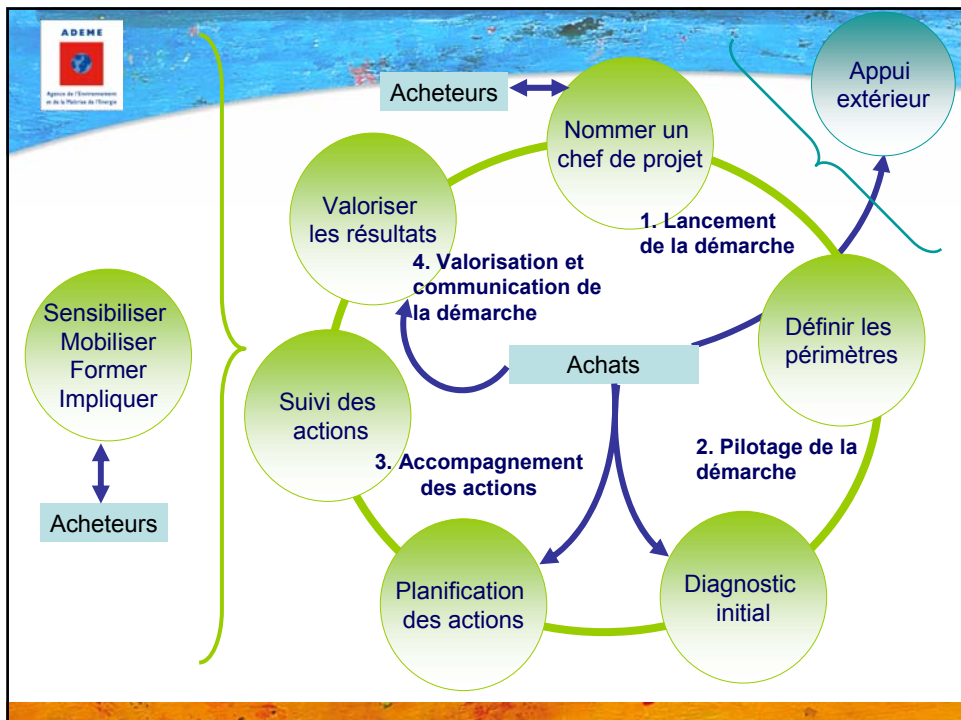 ADEME
Agence de l'Environnement
et de la Maîtrise de l'Energie
Appui
extérieur
Acheteurs
Nommer un
chef de projet
Valoriser
les résultats
1. Lancement
de la démarche
4. Valorisation et
communication de
la démarche
Sensibiliser
Mobiliser
Former
Impliquer
Définir les
périmètres
Achats
Suivi des
actions
2. Pilotage de la
démarche
3. Accompagnement
des actions
Acheteurs
Planification
des actions
Diagnostic
initial